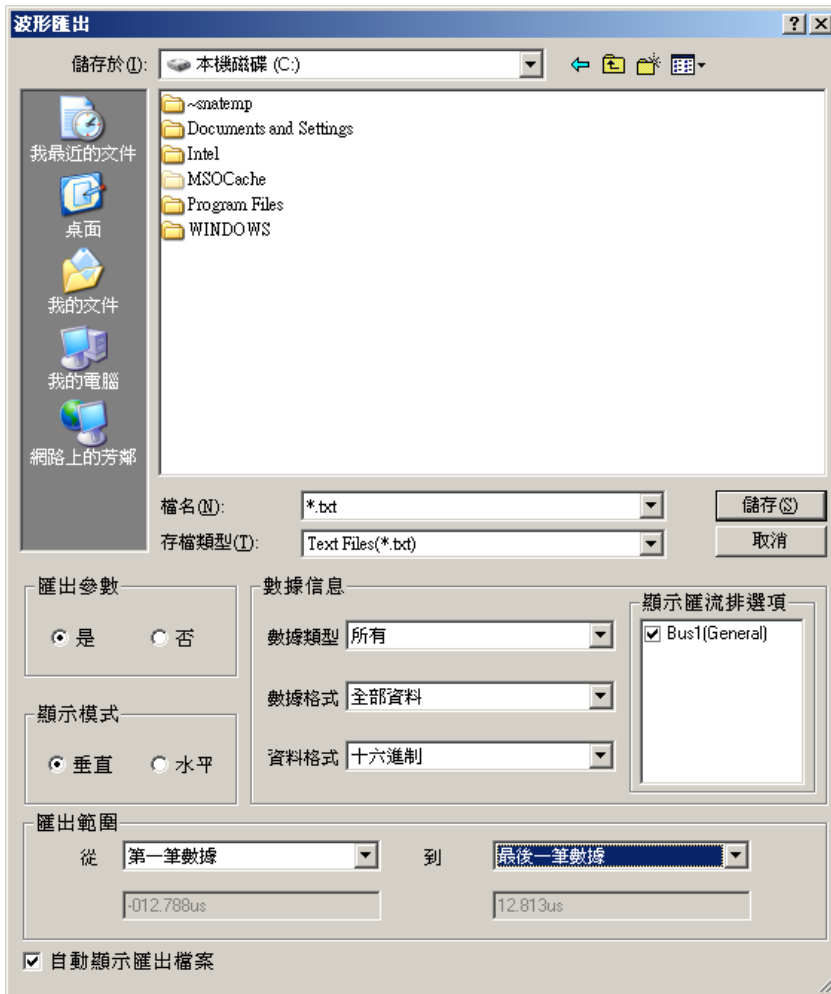 波形匯出
儲存於(I): 本機磁碟 (C:)
我最近的文件
桌面
我的文件
我的電腦
網路上的芳鄰
~snatemp
Documents and Settings
Intel
MSOCache
Program Files
WINDOWS
檔名(N): *.txt 儲存(S)
存檔類型(T): Text Files(*.txt) 取消
匯出參數
是 否
顯示模式
垂直 水平
數據信息
數據類型 所有
數據格式 全部資料
資料格式 十六進制
顯示匯流排選項
Bus1(General)
匯出範圍
從 第一筆數據 到 最後一筆數據
-012.788us 12.813us
自動顯示匯出檔案